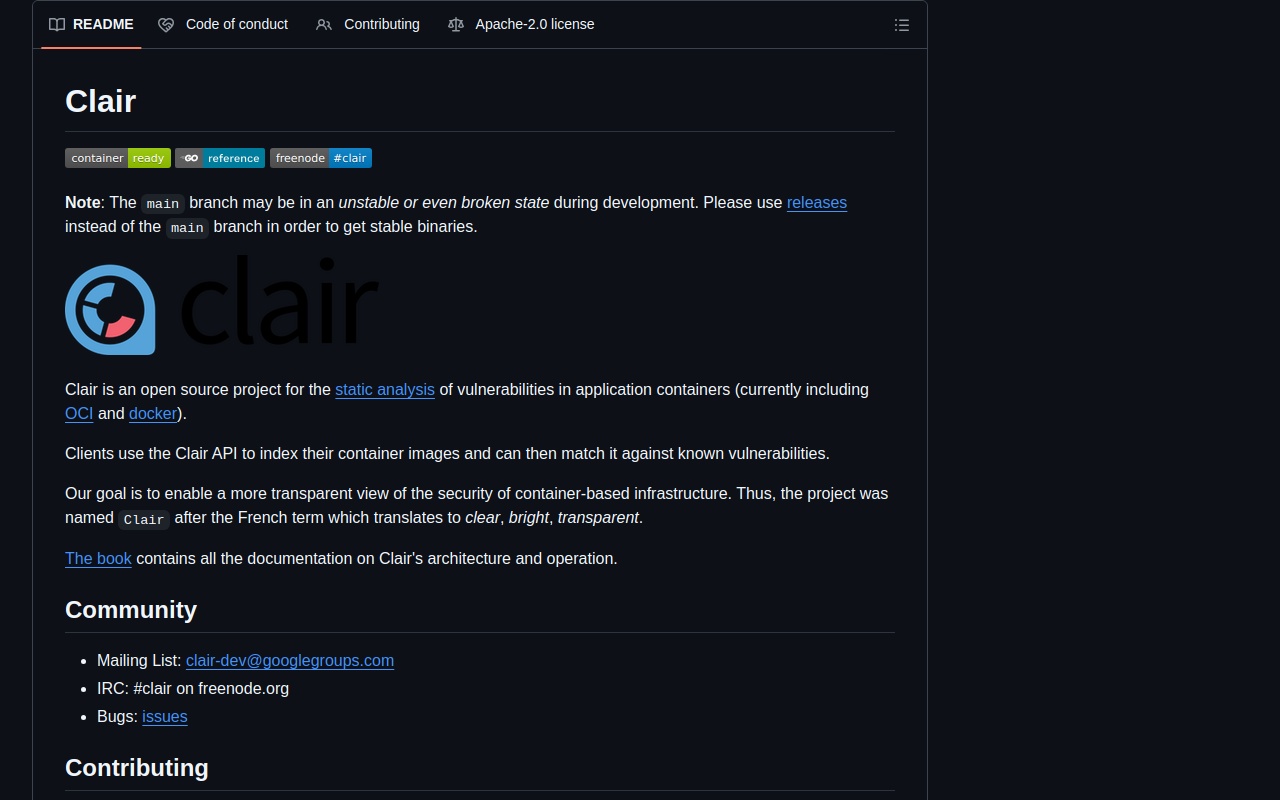 README Code of conduct Contributing Apache-2.0 license
Clair
container ready GO reference freenode #clair
Note: The main branch may be in an unstable or even broken state during development. Please use releases
instead of the main branch in order to get stable binaries.
clair
Clair is an open source project for the static analysis of vulnerabilities in application containers (currently including
OCI and docker).
Clients use the Clair API to index their container images and can then match it against known vulnerabilities.
Our goal is to enable a more transparent view of the security of container-based infrastructure. Thus, the project was
named Clair after the French term which translates to clear, bright, transparent.
The book contains all the documentation on Clair's architecture and operation.
Community
Mailing List: clair-dev@googlegroups.com
IRC: #clair on freenode.org
Bugs: issues
Contributing